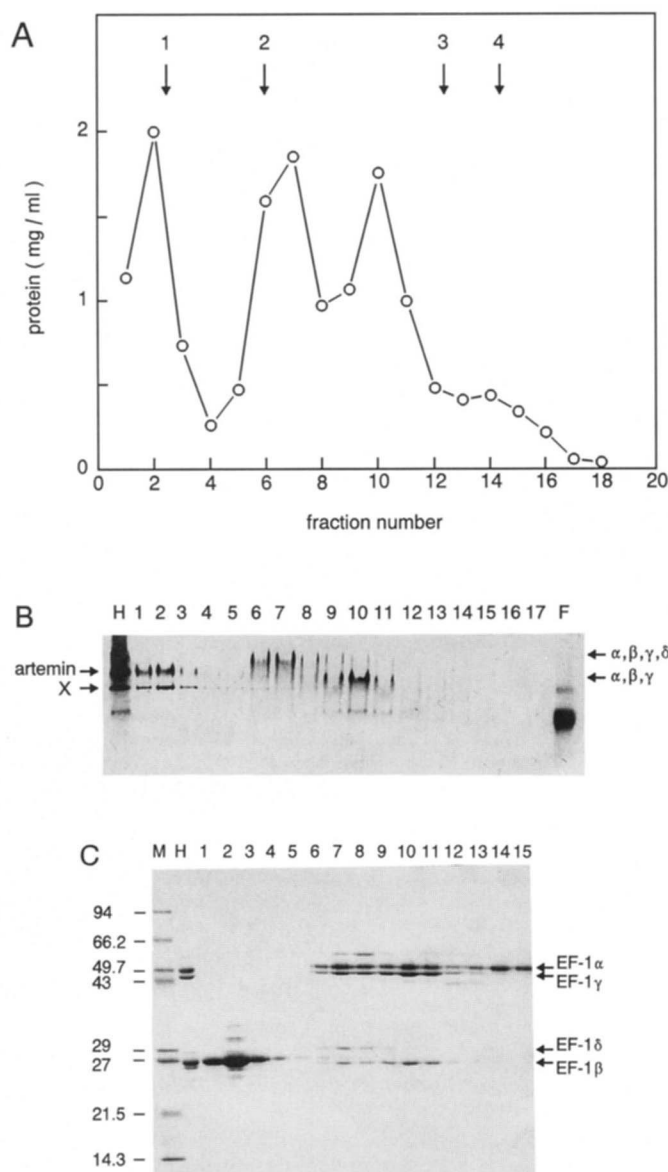 A
1 2 3 4
protein ( mg / ml )
2
1
0
0 2 4 6 8 10 12 14 16 18 20
fraction number
B
H 1 2 3 4 5 6 7 8 9 10 11 12 13 14 15 16 17 F
artemin
X
α,β,γ,δ
α,β,γ
C
M H 1 2 3 4 5 6 7 8 9 10 11 12 13 14 15
94
66.2
49.7
43
29
27
21.5
14.3
EF-1α
EF-1γ
EF-1δ
EF-1β